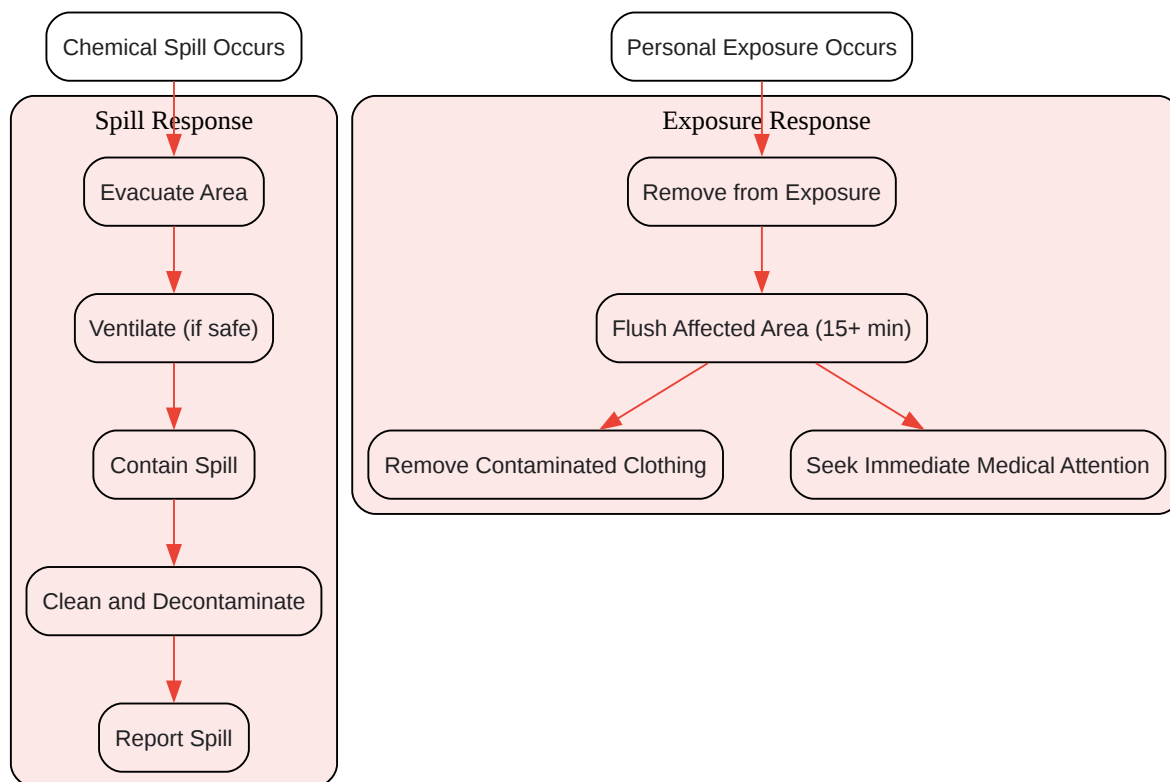 Chemical Spill Occurs
Spill Response
Evacuate Area
Ventilate (if safe)
Contain Spill
Clean and Decontaminate
Report Spill
Personal Exposure Occurs
Exposure Response
Remove from Exposure
Flush Affected Area (15+ min)
Remove Contaminated Clothing
Seek Immediate Medical Attention